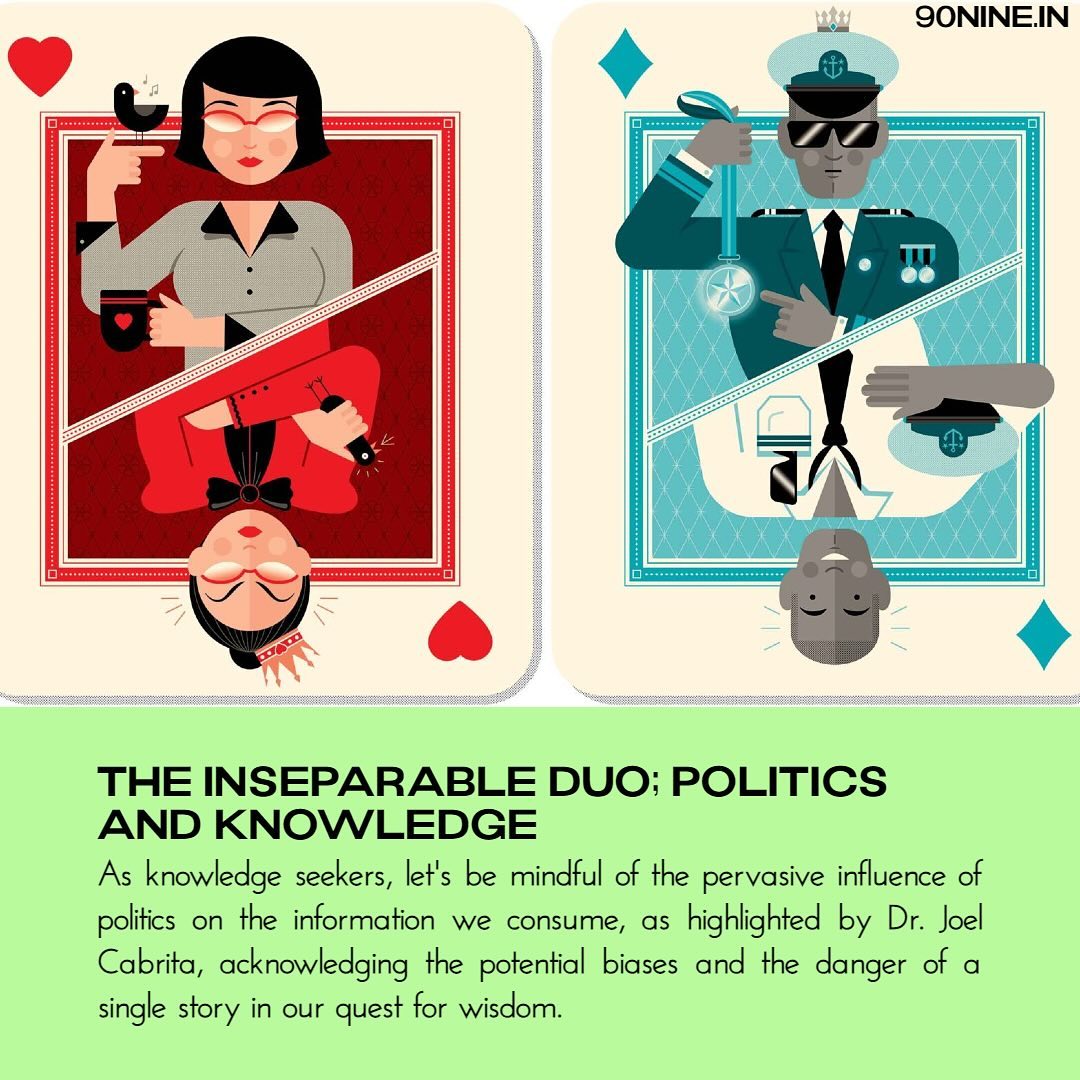 90NINE.IN
THE INSEPARABLE DUO; POLITICS
AND KNOWLEDGE
As knowledge seekers, let's be mindful of the pervasive influence of
politics on the information we consume, as highlighted by Dr. Joel
Cabrita, acknowledging the potential biases and the danger of a
single story in our quest for wisdom.